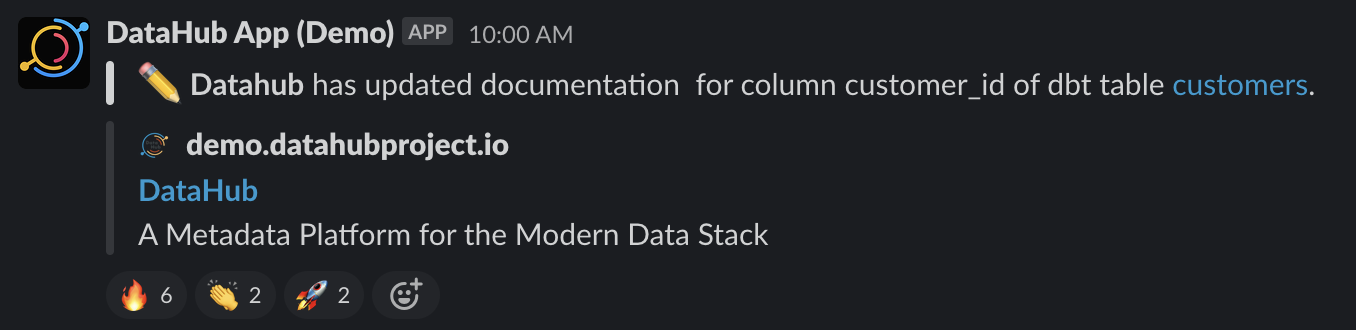 DataHub App (Demo) APP 10:00 AM
Datahub has updated documentation  for column customer_id of dbt table customers.
demo.datahubproject.io
DataHub
A Metadata Platform for the Modern Data Stack
6 2 2